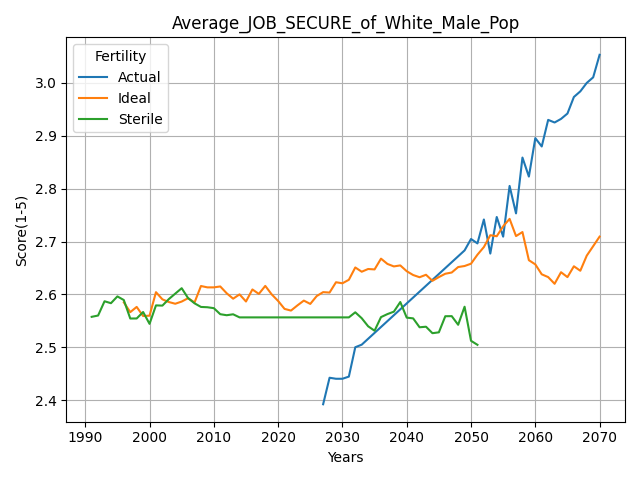 Average_JOB_SECURE_of_White_Male_Pop
Fertility
Actual
Ideal
Sterile
Score(1-5)
3.0
2.9
2.8
2.7
2.6
2.5
2.4
1990 2000 2010 2020 2030 2040 2050 2060 2070
Years